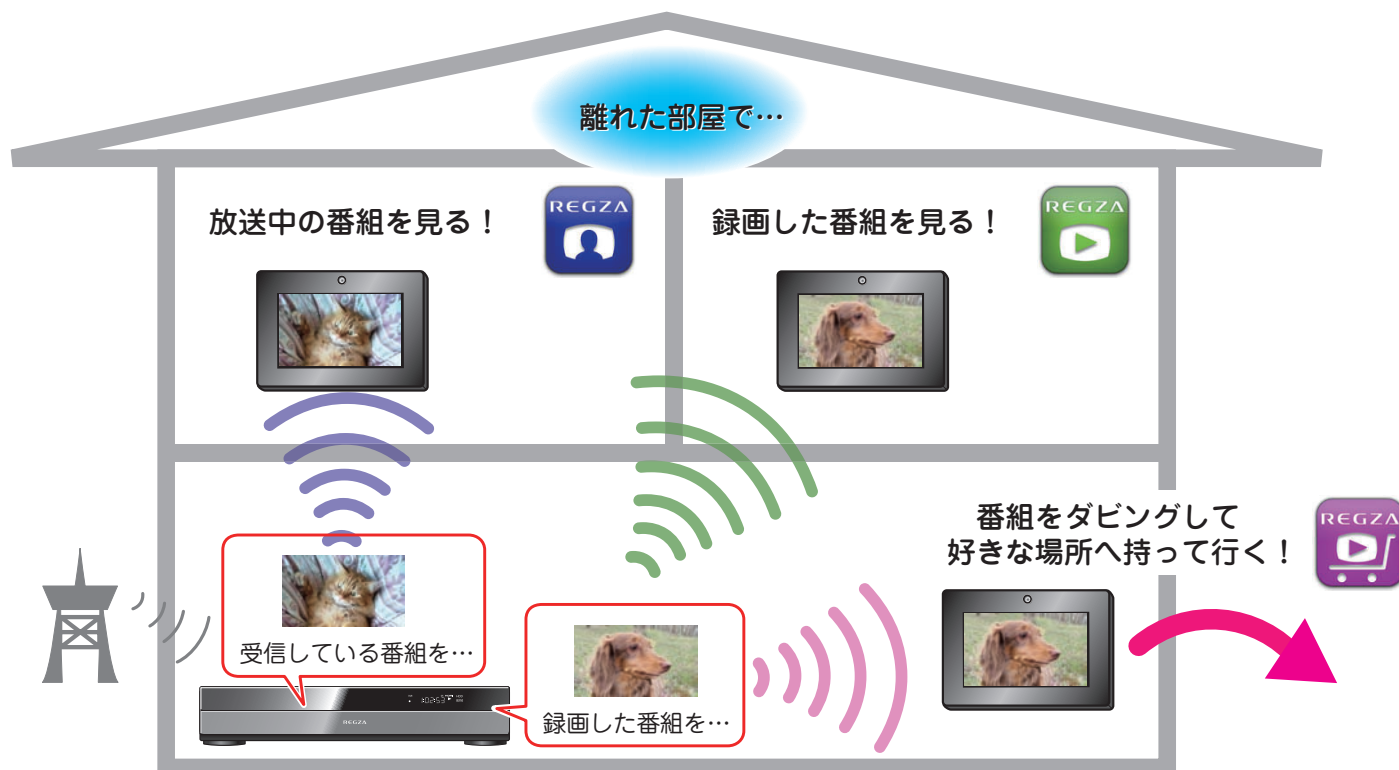 離れた部屋で…
放送中の番組を見る！
REGZA
録画した番組を見る！
REGZA
番組をダビングして
好きな場所へ持って行く！
REGZA
受信している番組を…
録画した番組を…
REGZA